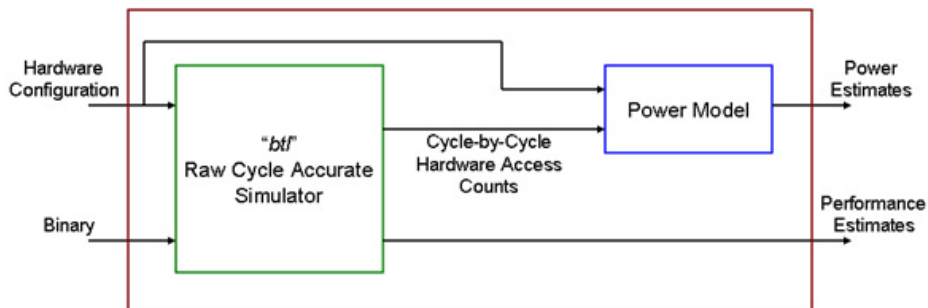 Hardware
Configuration
Binary
“btl”
Raw Cycle Accurate
Simulator
Cycle-by-Cycle
Hardware Access
Counts
Power Model
Power
Estimates
Performance
Estimates